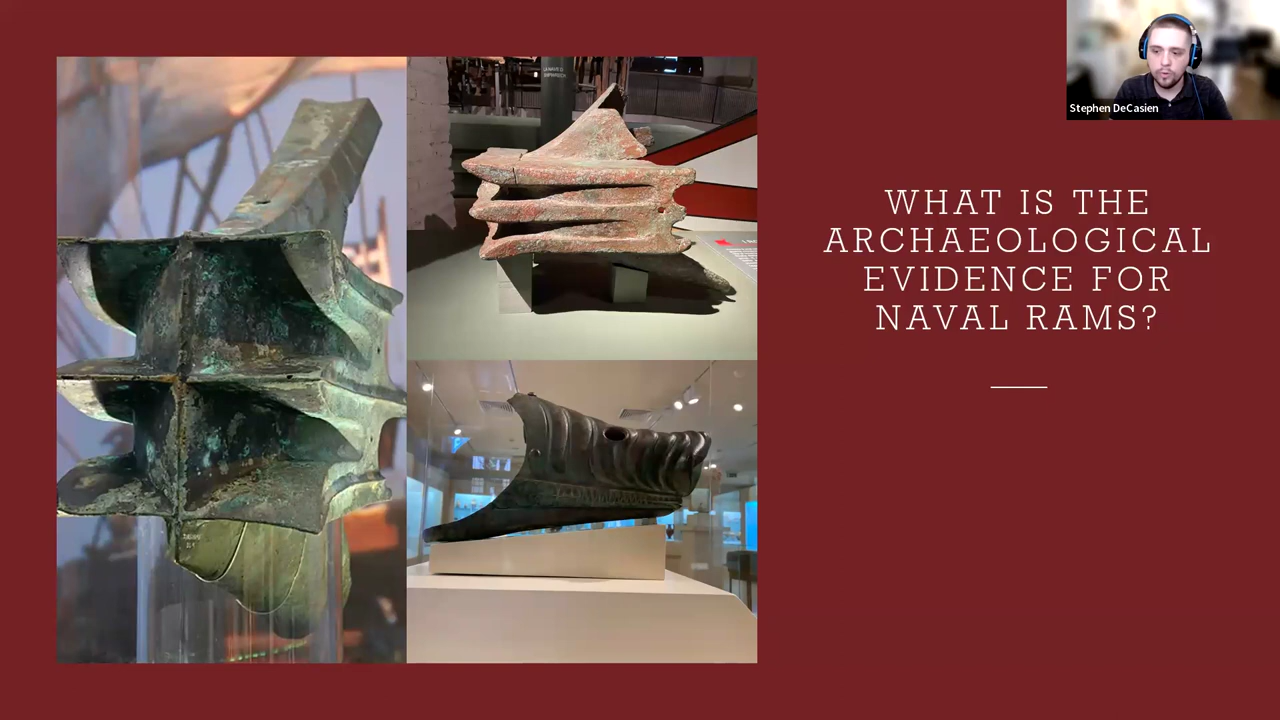 Stephen DeCasien
WHAT IS THE
ARCHAEOLOGICAL
EVIDENCE FOR
NAVAL RAMS?